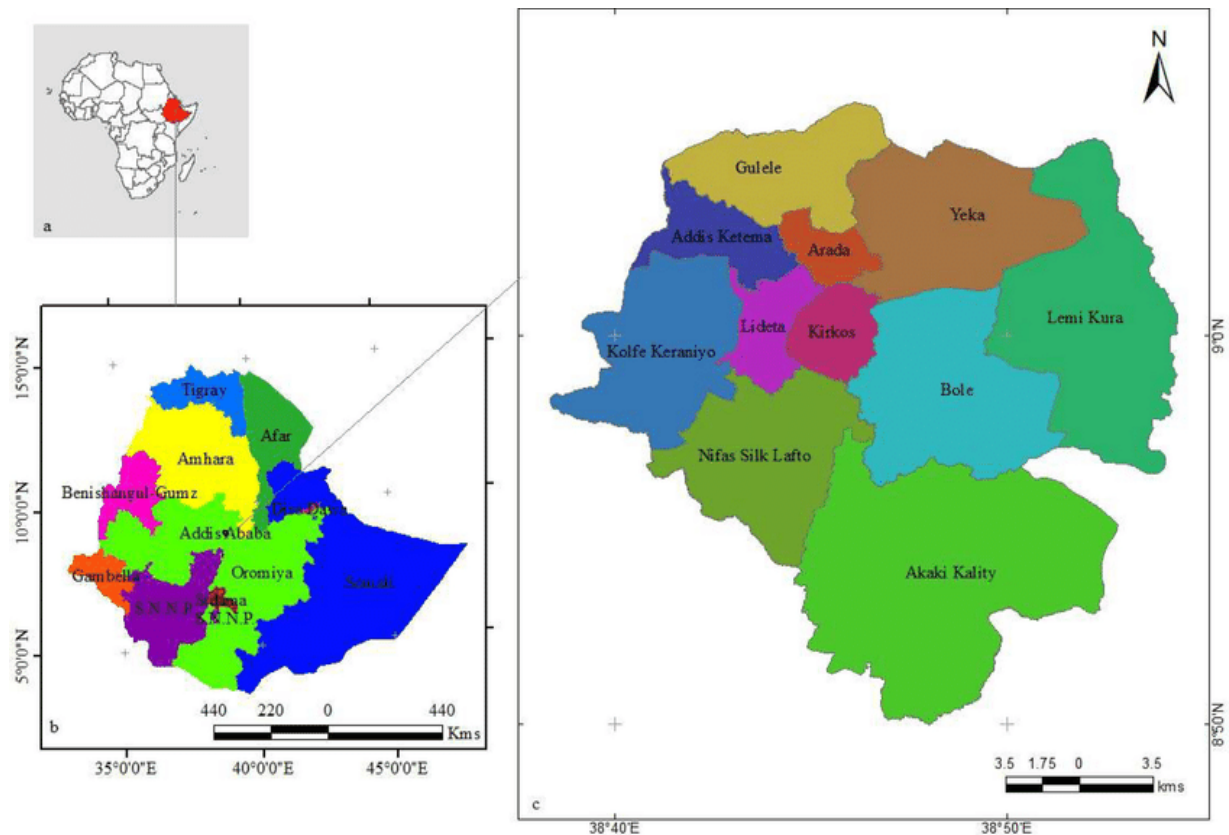 a
15°0'0"N
10°0'0"N
5°0'0"N
Tigray
Afar
Amhara
Benishangul-Gumz
Dire Dawa
Addis Ababa
Gambella
Oromiya
Somali
Sidama
S.N.N.P.
S.N.N.P.
440 220 0 440
Kms
b
35°0'0"E 40°0'0"E 45°0'0"E
N
Gulele
Yeka
Addis Ketema
Arada
Lemi Kura
Lideta
Kirkos
Kolfe Keraniyo
Bole
Nifas Silk Lafto
Akaki Kality
9°0'N
8°50'N
3.5 1.75 0 3.5
kms
c
38°40'E 38°50'E